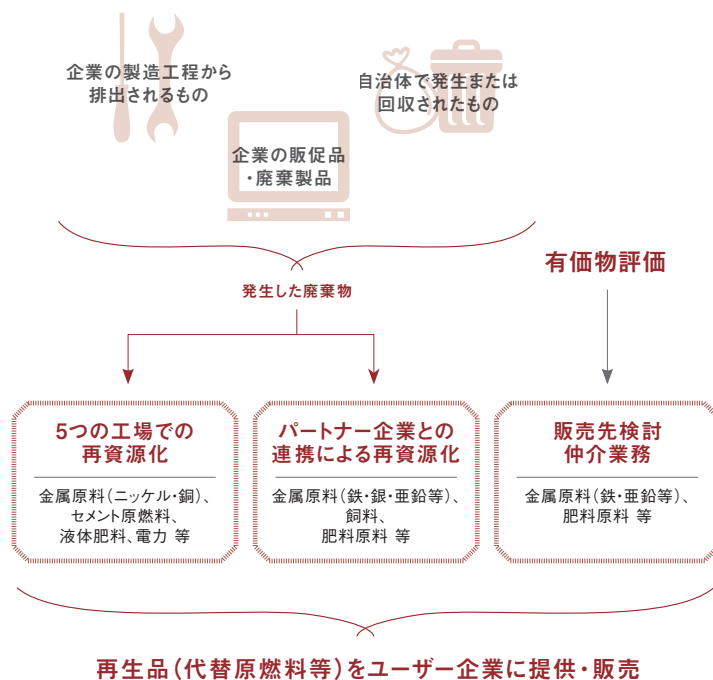 企業の製造工程から
排出されるもの
自治体で発生または
回収されたもの
企業の販促品
・廃棄製品
発生した廃棄物
有価物評価
5つの工場での
再資源化
金属原料(ニッケル・銅)、
セメント原燃料、
液体肥料、電力 等
パートナー企業との
連携による再資源化
金属原料(鉄・銀・亜鉛等)、
飼料、
肥料原料 等
販売先検討
仲介業務
金属原料(鉄・亜鉛等)、
肥料原料 等
再生品(代替原燃料等)をユーザー企業に提供・販売